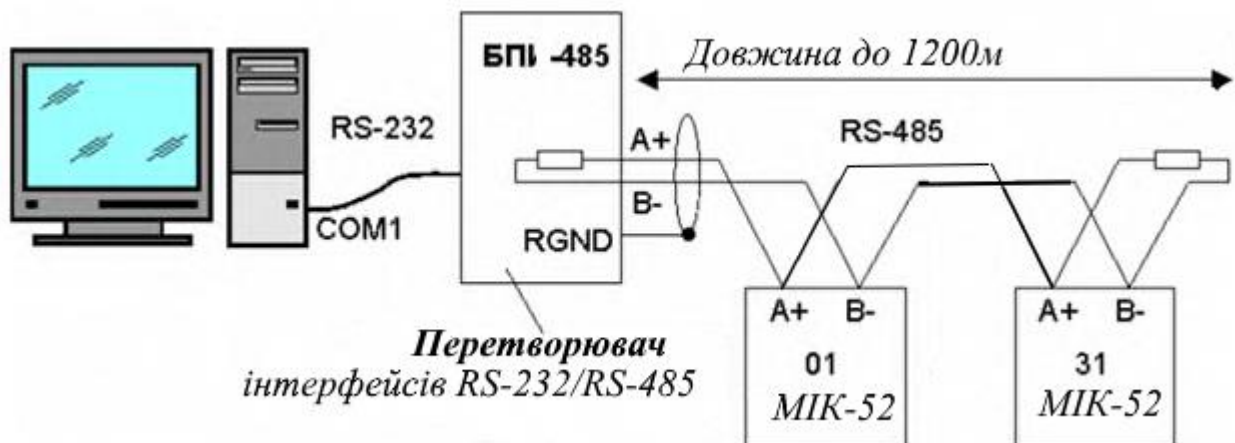 БПІ -485
Довжина до 1200м
RS-232
A+
RS-485
B-
COM1
RGND
A+ B-
A+ B-
Перетворювач
інтерфейсів RS-232/RS-485
01
МІК-52
31
МІК-52